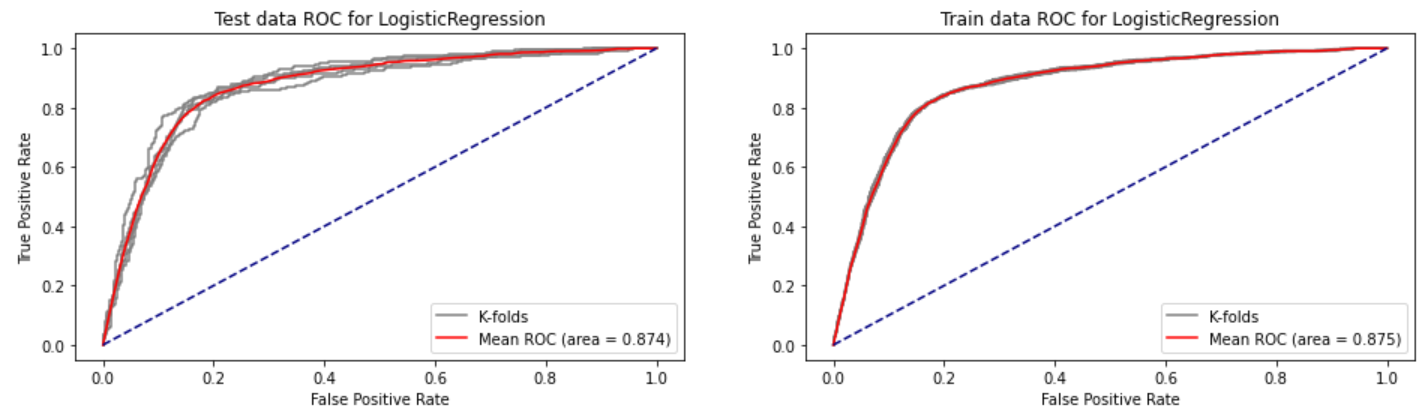 Test data ROC for LogisticRegression
1.0
0.8
0.6
0.4
0.2
0.0
True Positive Rate
K-folds
Mean ROC (area = 0.874)
0.0 0.2 0.4 0.6 0.8 1.0
False Positive Rate
Train data ROC for LogisticRegression
1.0
0.8
0.6
0.4
0.2
0.0
True Positive Rate
K-folds
Mean ROC (area = 0.875)
0.0 0.2 0.4 0.6 0.8 1.0
False Positive Rate